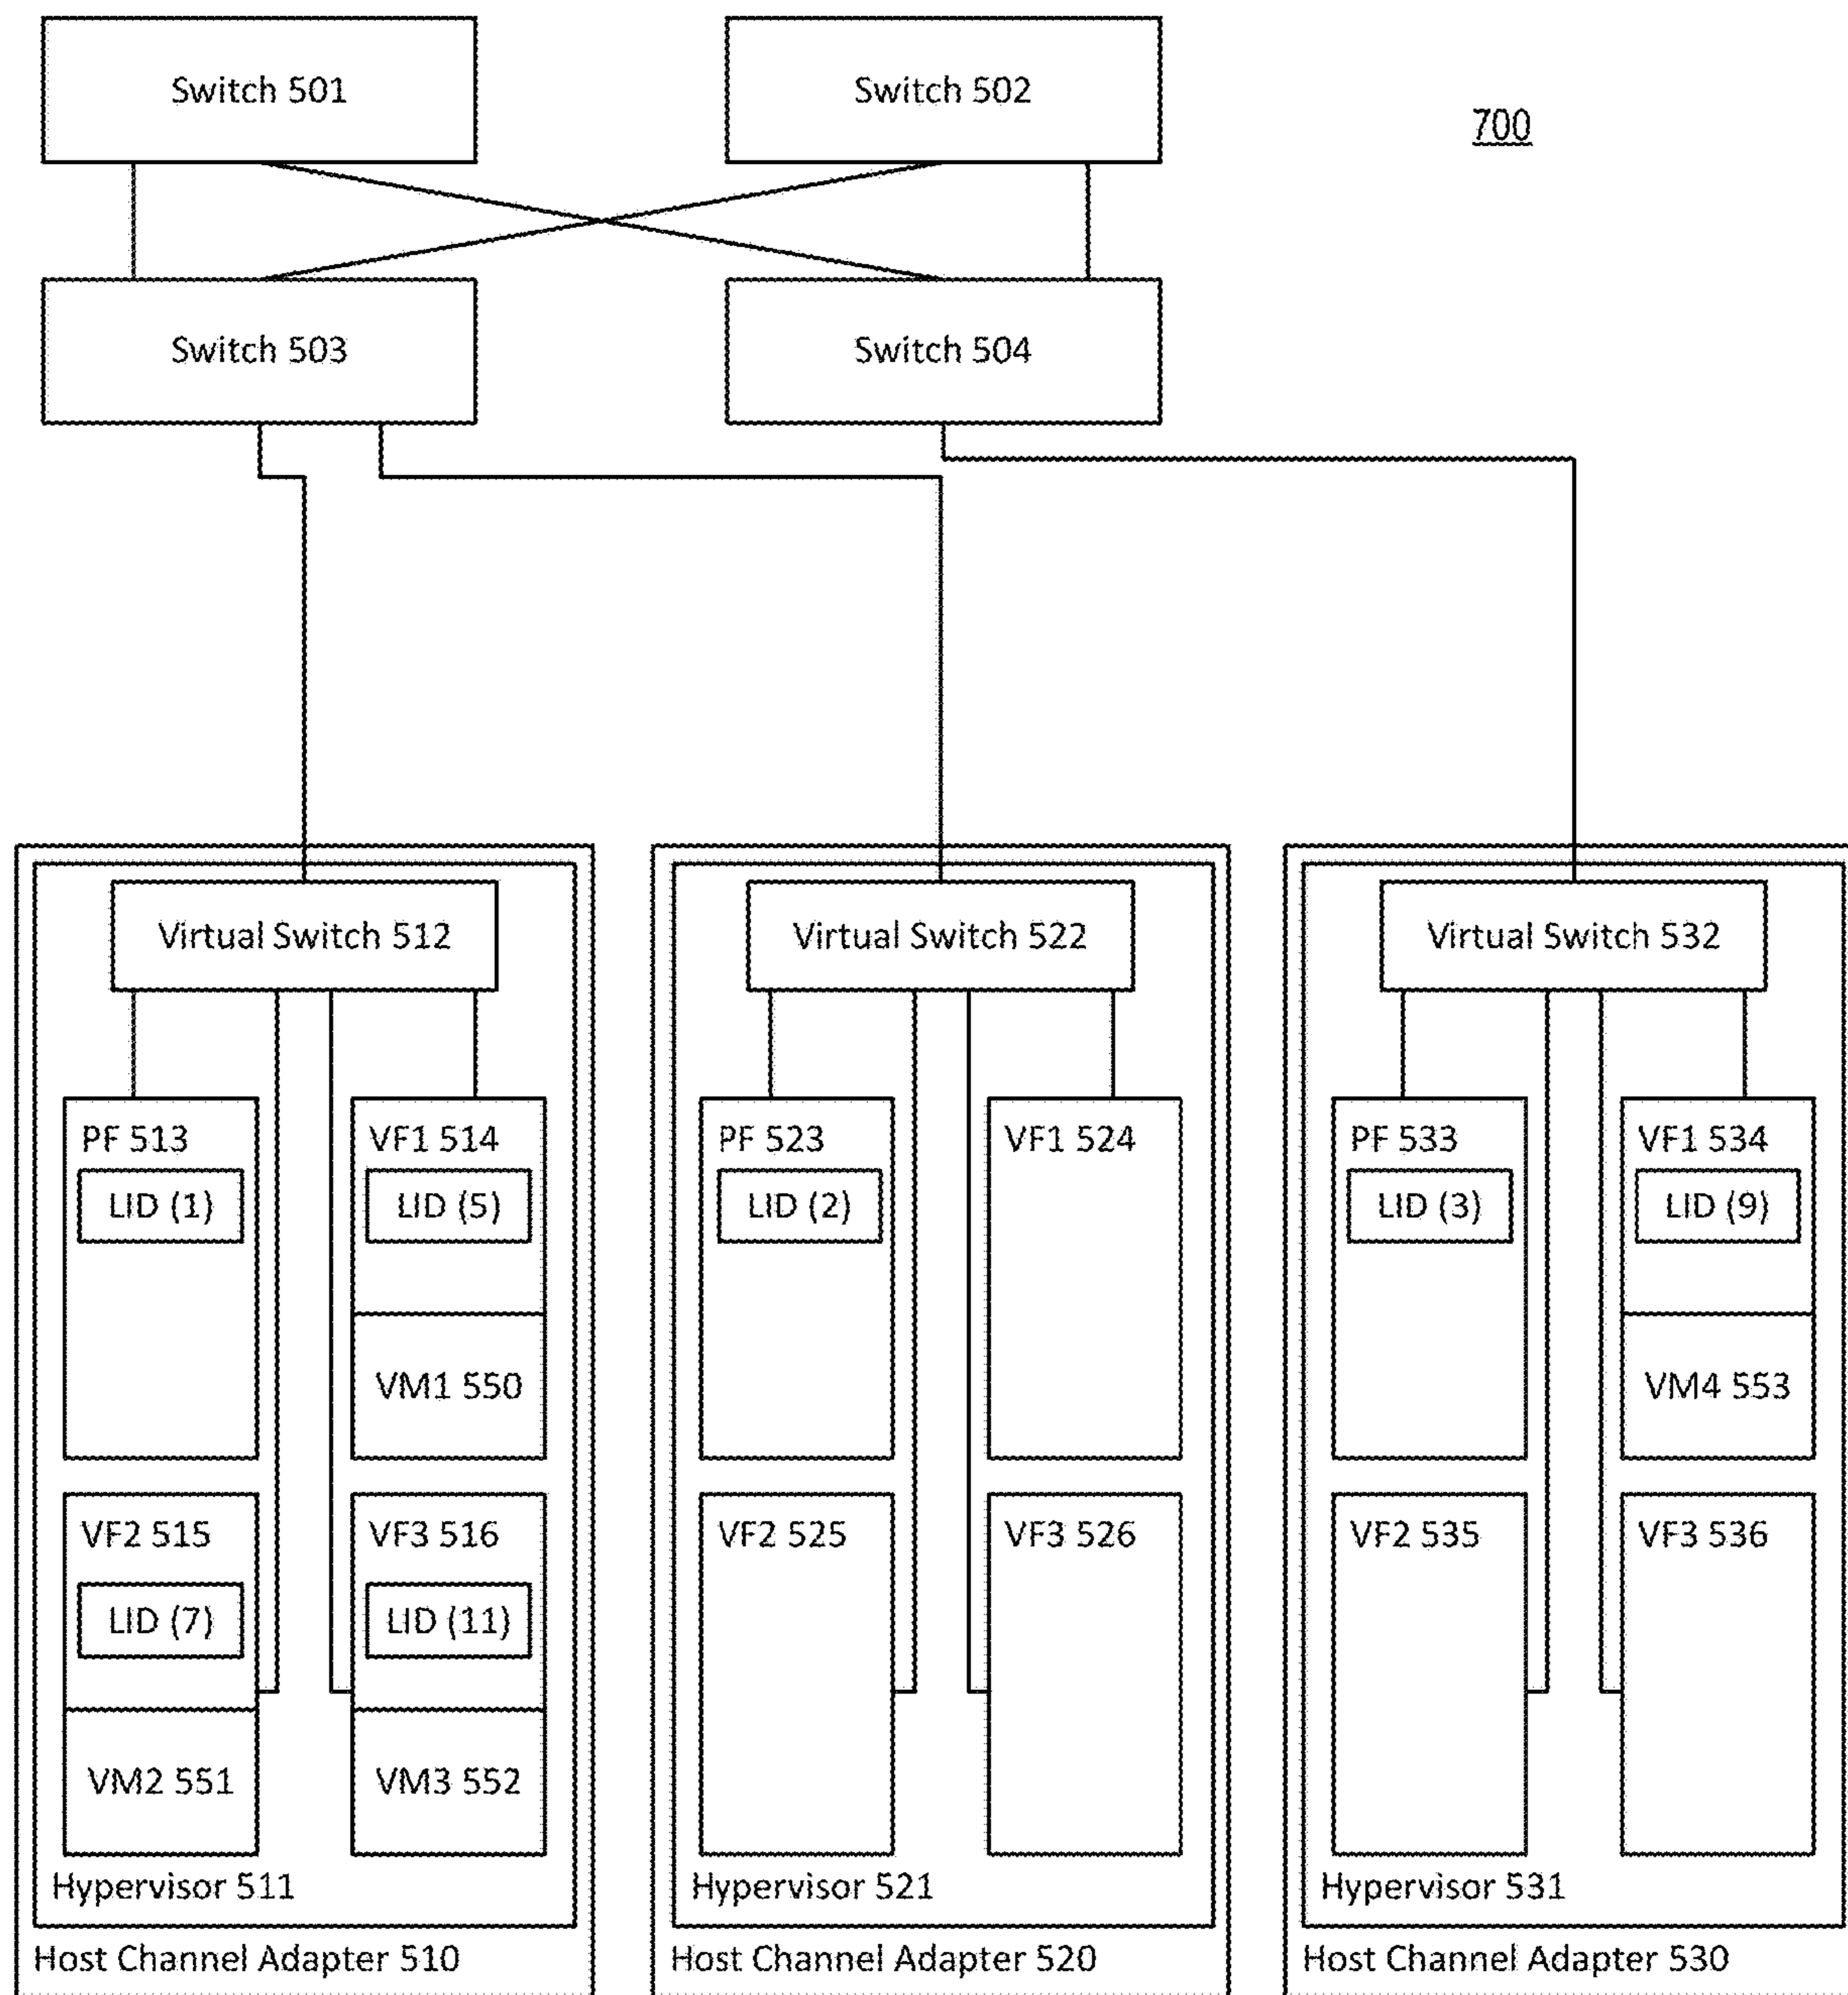 Switch 501
Switch 502
700
Switch 503
Switch 504
Virtual Switch 512
Virtual Switch 522
Virtual Switch 532
PF 513
LID (1)
VF1 514
LID (5)
VM1 550
VF2 515
LID (7)
VM2 551
VF3 516
LID (11)
VM3 552
Hypervisor 511
Host Channel Adapter 510
PF 523
LID (2)
VF1 524
VF2 525
VF3 526
Hypervisor 521
Host Channel Adapter 520
PF 533
LID (3)
VF1 534
LID (9)
VM4 553
VF2 535
VF3 536
Hypervisor 531
Host Channel Adapter 530